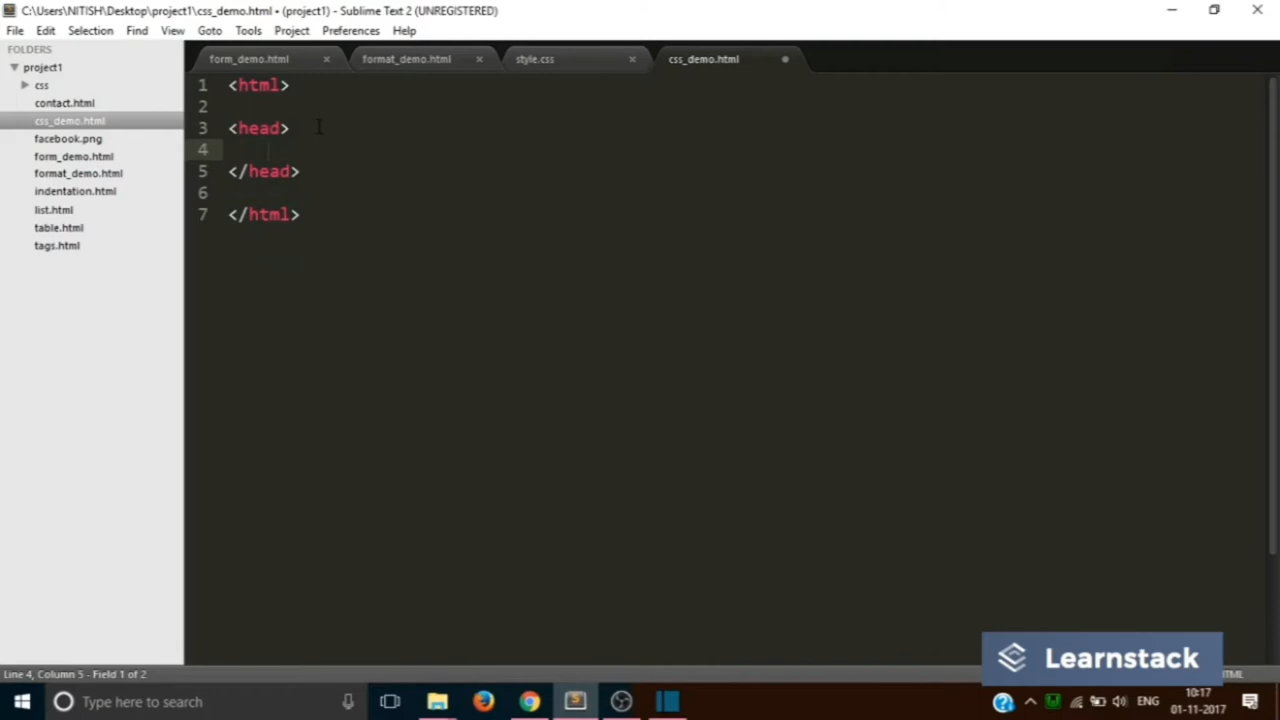 C:\Users\NITISH\Desktop\project1\css_demo.html • (project1) - Sublime Text 2 (UNREGISTERED)
File Edit Selection Find View Goto Tools Project Preferences Help
FOLDERS
project1
css
contact.html
css_demo.html
facebook.png
form_demo.html
format_demo.html
indentation.html
list.html
table.html
tags.html
form_demo.html × format_demo.html × style.css × css_demo.html
1 <html>
2
3 <head>
4
5 </head>
6
7 </html>
Learnstack
Line 4, Column 5 - Field 1 of 2
Type here to search
ENG
10:17
01-11-2017